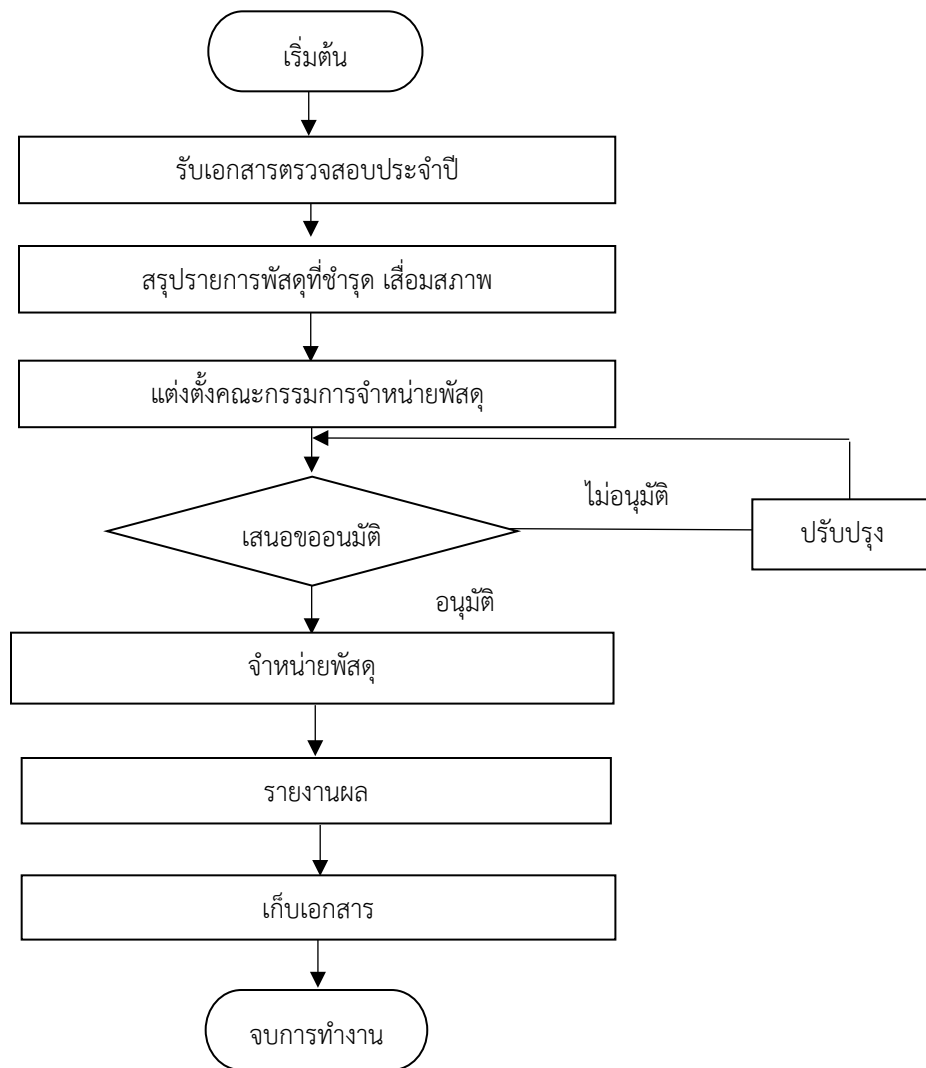 เริ่มต้น
รับเอกสารตรวจสอบประจำปี
สรุปรายการพัสดุที่ชำรุด เสื่อมสภาพ
แต่งตั้งคณะกรรมการจำหน่ายพัสดุ
ไม่อนุมัติ
เสนอขออนมัติ
ปรับปรุง
อนุมัติ
จำหน่ายพัสดุ
รายงานผล
เก็บเอกสาร
จบการทำงาน